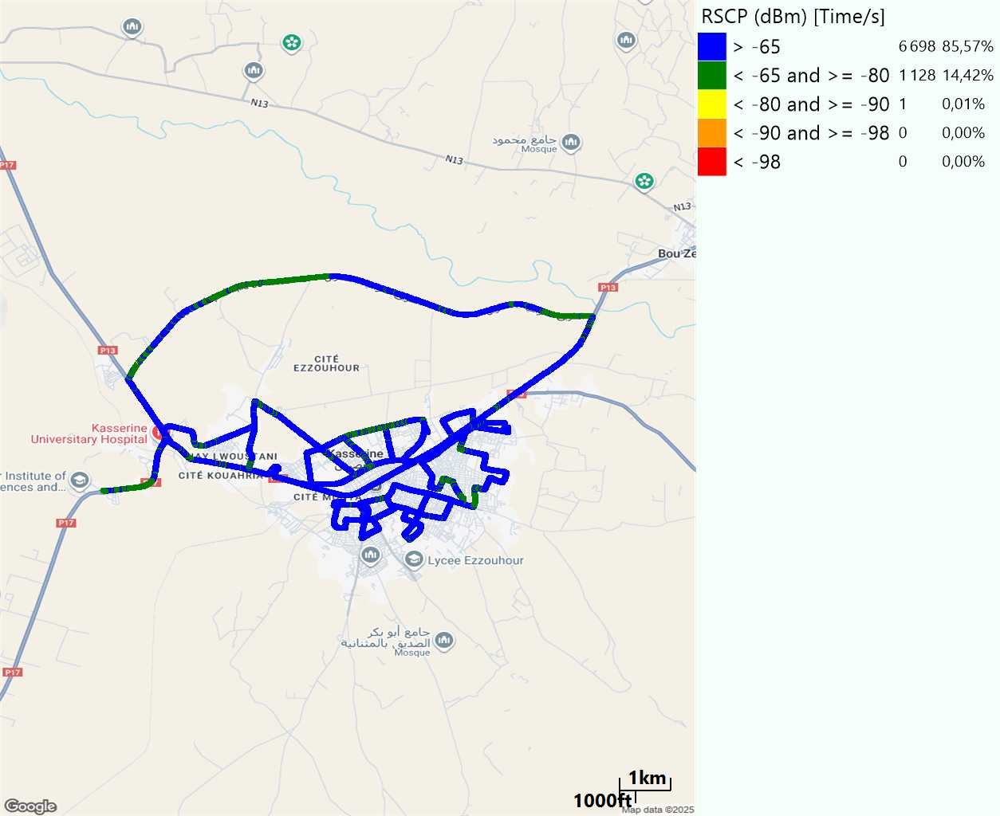 RSCP (dBm) [Time/s]
> -65 6 698 85,57%
< -65 and >= -80 1 128 14,42%
< -80 and >= -90 1 0,01%
< -90 and >= -98 0 0,00%
< -98 0 0,00%
N13
جامع محمود
Mosque
N13
P17
N13
Bou Ze
P13
P13
CITÉ
EZZOUHOUR
Kasserine
Universitary Hospital
Kasserine
HAY LWOUSTANI
r Institute of
ences and...
CITÉ KOUAHRIA
P17
Lycee Ezzouhour
جامع أبو بكر
الصديق بالمثنانية
Mosque
P17
1km
1000ft
Google
Map data ©2025